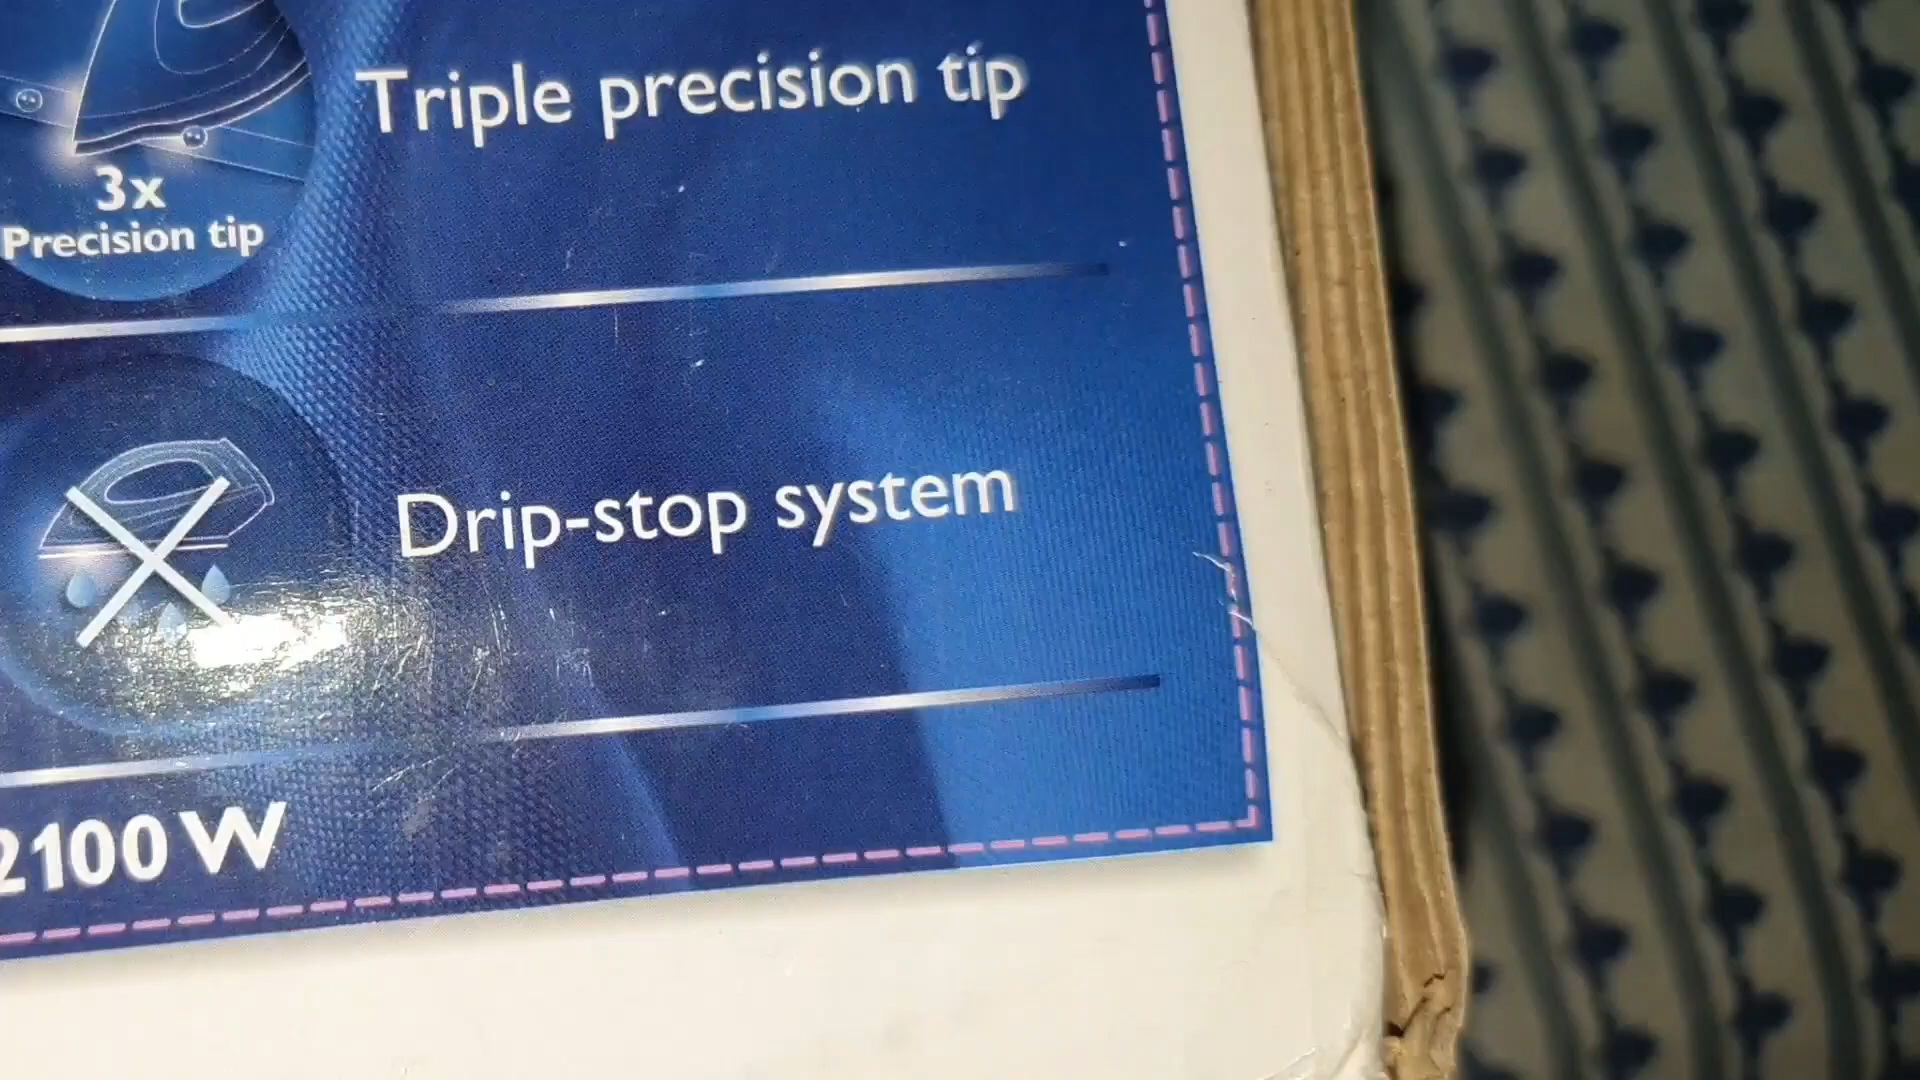 Triple precision tip
3x
Precision tip
Drip-stop system
2100 W